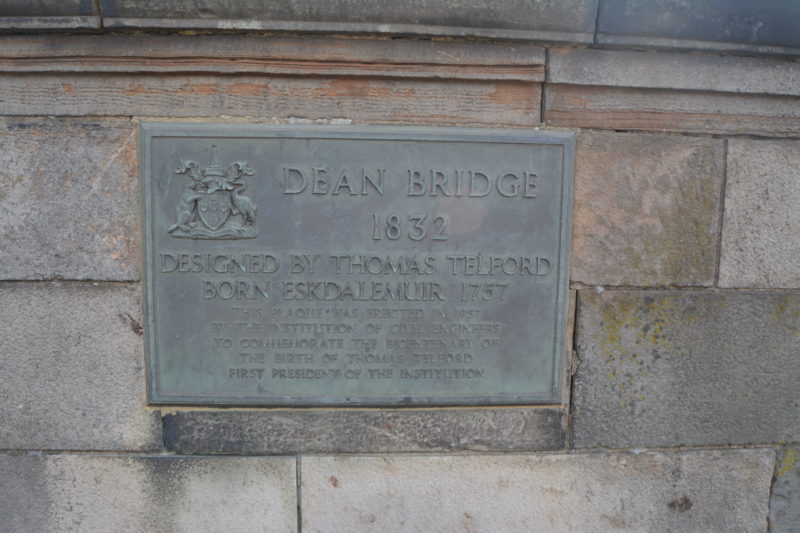 DEAN BRIDGE
1832
DESIGNED BY THOMAS TELFORD
BORN ESKDALEMUIR 1757
THIS PLAQUE WAS ERECTED IN 1957
BY THE INSTITUTION OF CIVIL ENGINEERS
TO COMMEMORATE THE BICENTENARY OF
THE BIRTH OF THOMAS TELFORD
FIRST PRESIDENT OF THE INSTITUTION